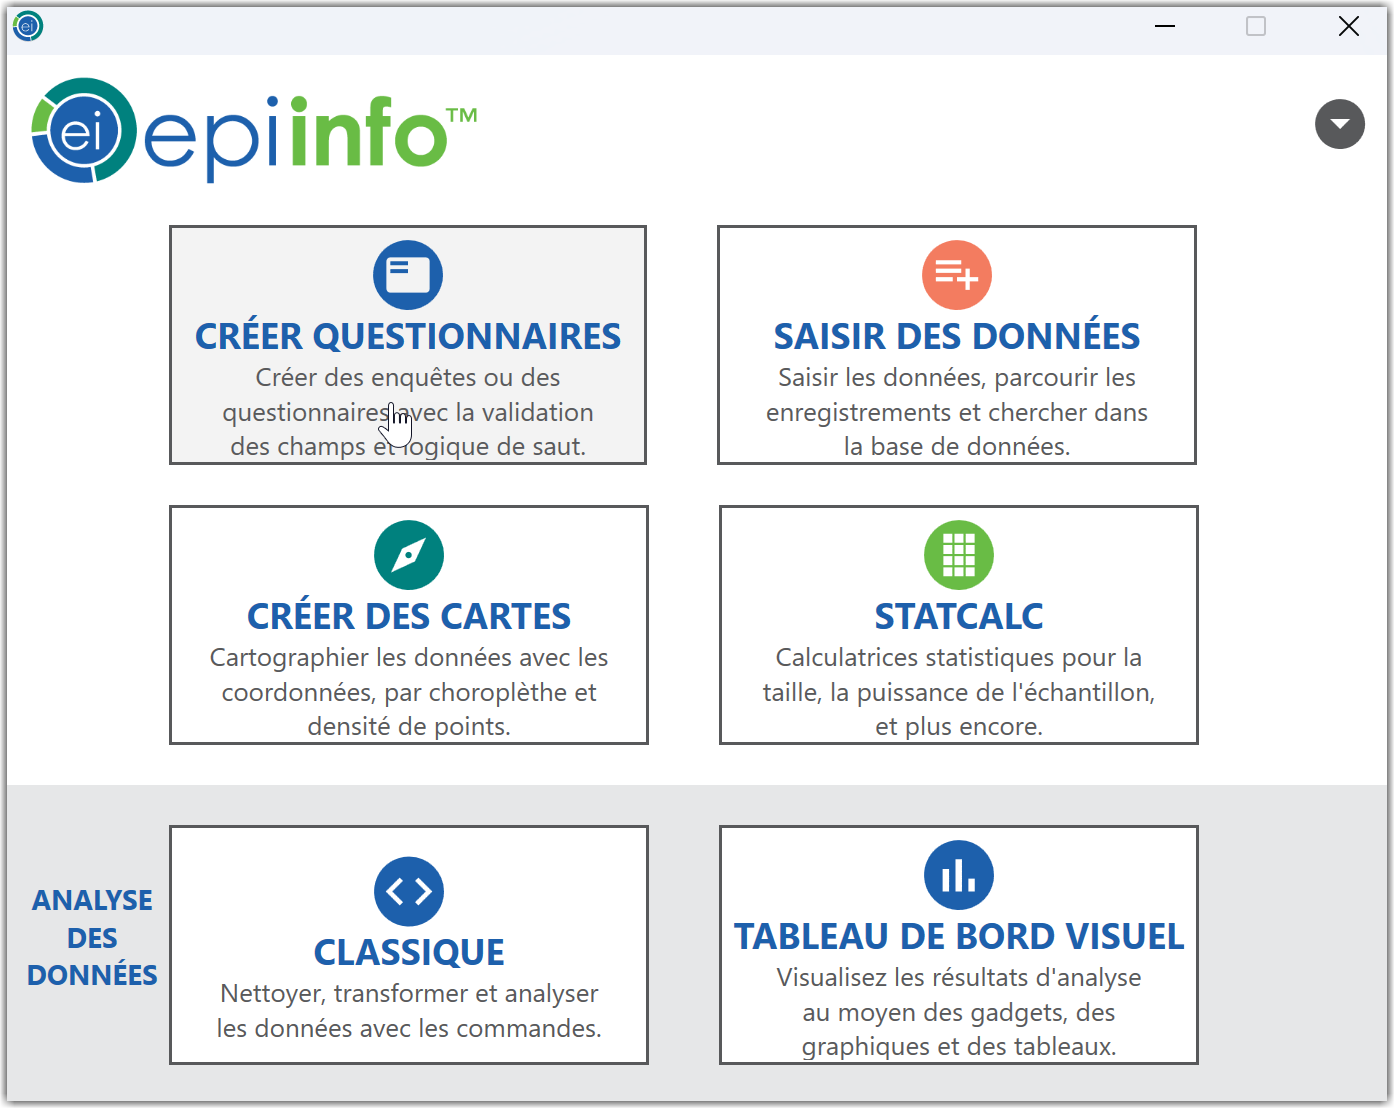 ei
ei epiinfo™
CRÉER QUESTIONNAIRES
Créer des enquêtes ou des
questionnaires avec la validation
des champs et logique de saut.
SAISIR DES DONNÉES
Saisir les données, parcourir les
enregistrements et chercher dans
la base de données.
CRÉER DES CARTES
Cartographier les données avec les
coordonnées, par choroplèthe et
densité de points.
STATCALC
Calculatrices statistiques pour la
taille, la puissance de l'échantillon,
et plus encore.
ANALYSE
DES
DONNÉES
CLASSIQUE
Nettoyer, transformer et analyser
les données avec les commandes.
TABLEAU DE BORD VISUEL
Visualisez les résultats d'analyse
au moyen des gadgets, des
graphiques et des tableaux.